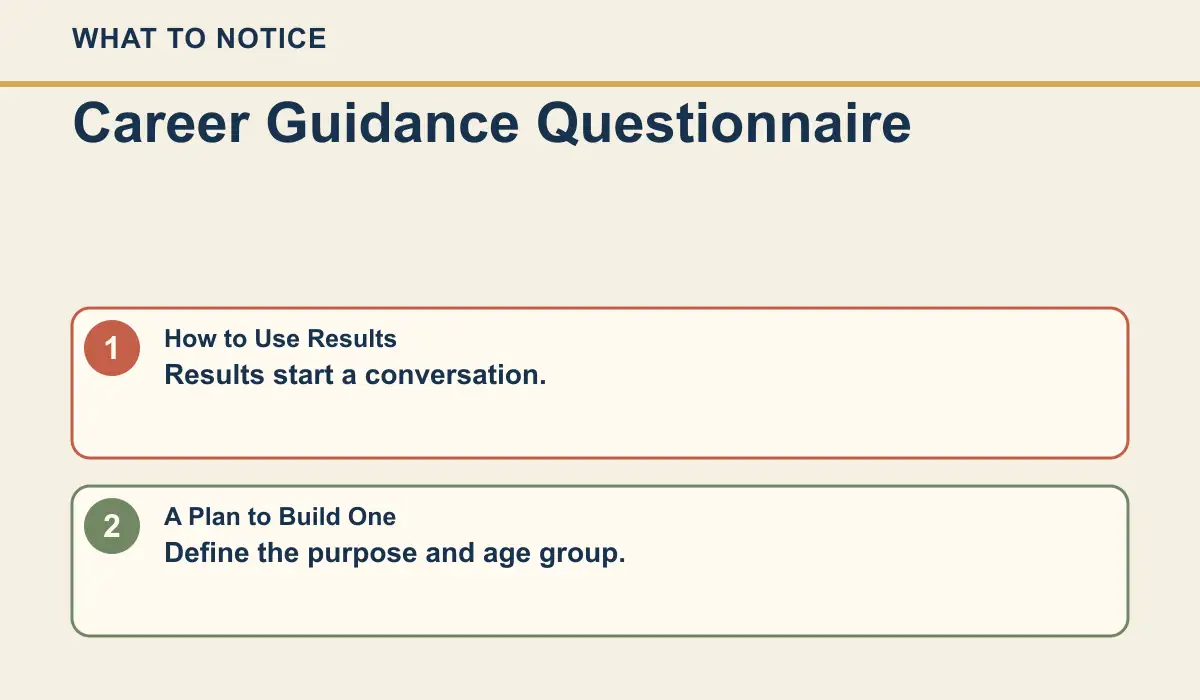 WHAT TO NOTICE
Career Guidance Questionnaire
1
How to Use Results
Results start a conversation.
2
A Plan to Build One
Define the purpose and age group.